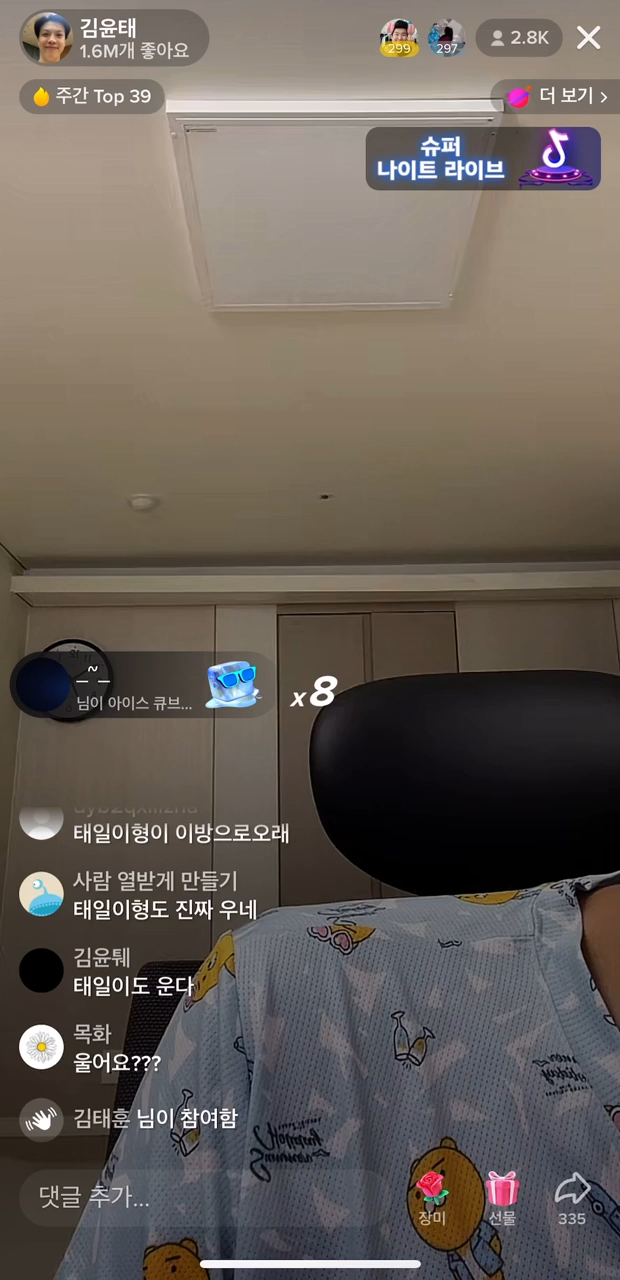 김윤태
1.6M개 좋아요
299
297
2.8K
주간 Top 39
더 보기 >
슈퍼
나이트 라이브
_~_
님이 아이스 큐브...
x8
태일이형이 이방으로오래
사람 열받게 만들기
태일이형도 진짜 우네
김윤퉤
태일이도 운다
목화
울어요???
김태훈 님이 참여함
댓글 추가...
장미
선물
335